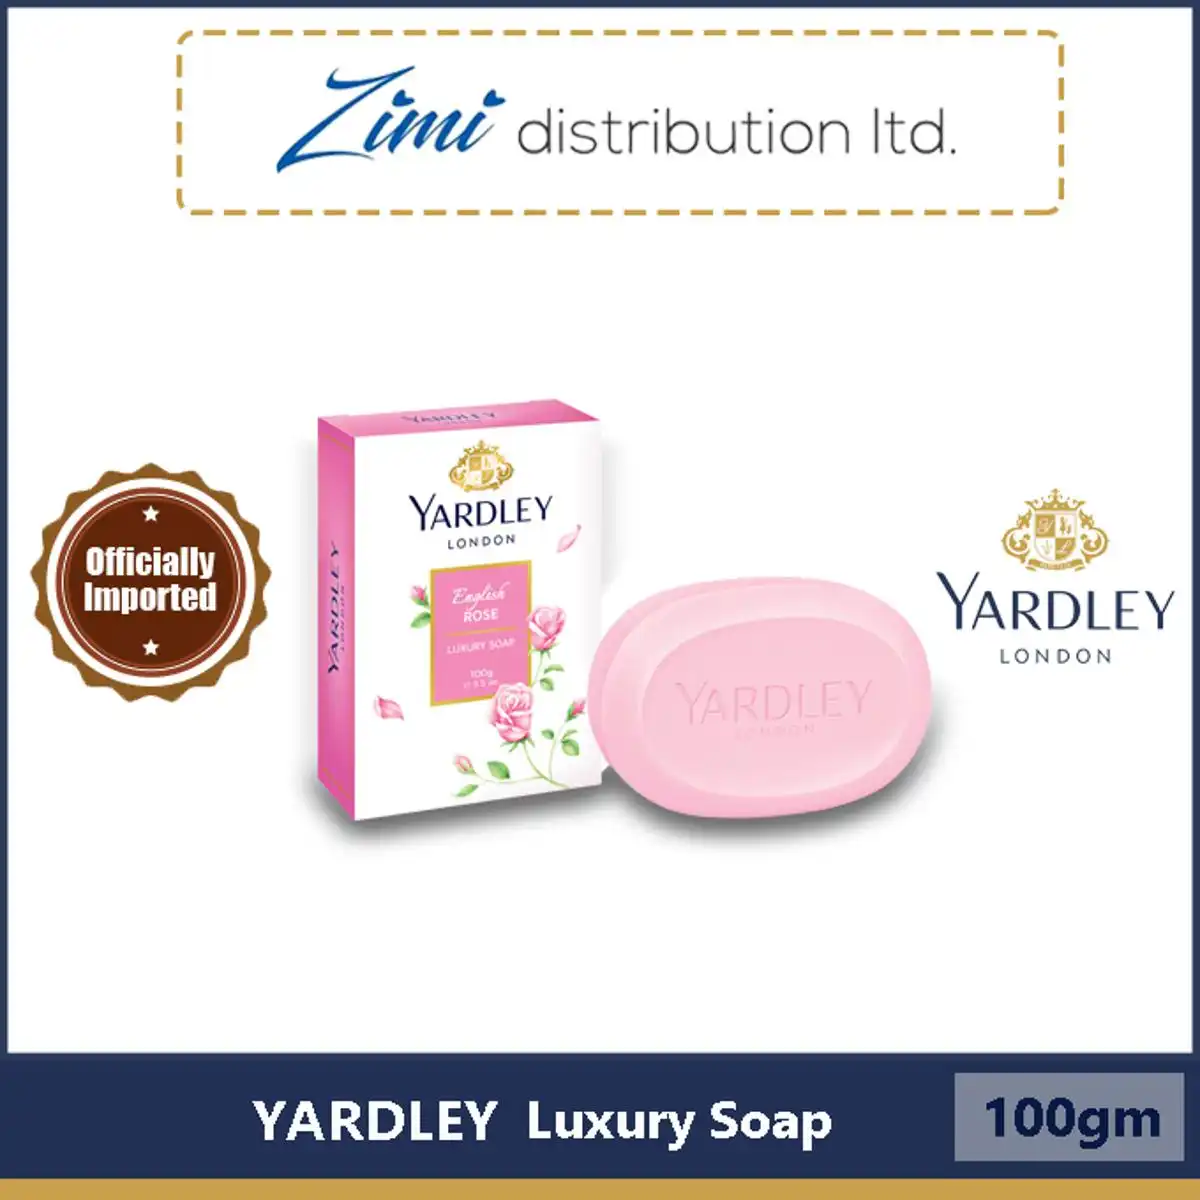 Zimi distribution ltd.
YARDLEY
YARDLEY
LONDON
YARDLEY
LONDON
English
ROSE
LUXURY SOAP
100g
Officially
Imported
YARDLEY
LONDON
YARDLEY
LONDON
YARDLEY Luxury Soap
100gm